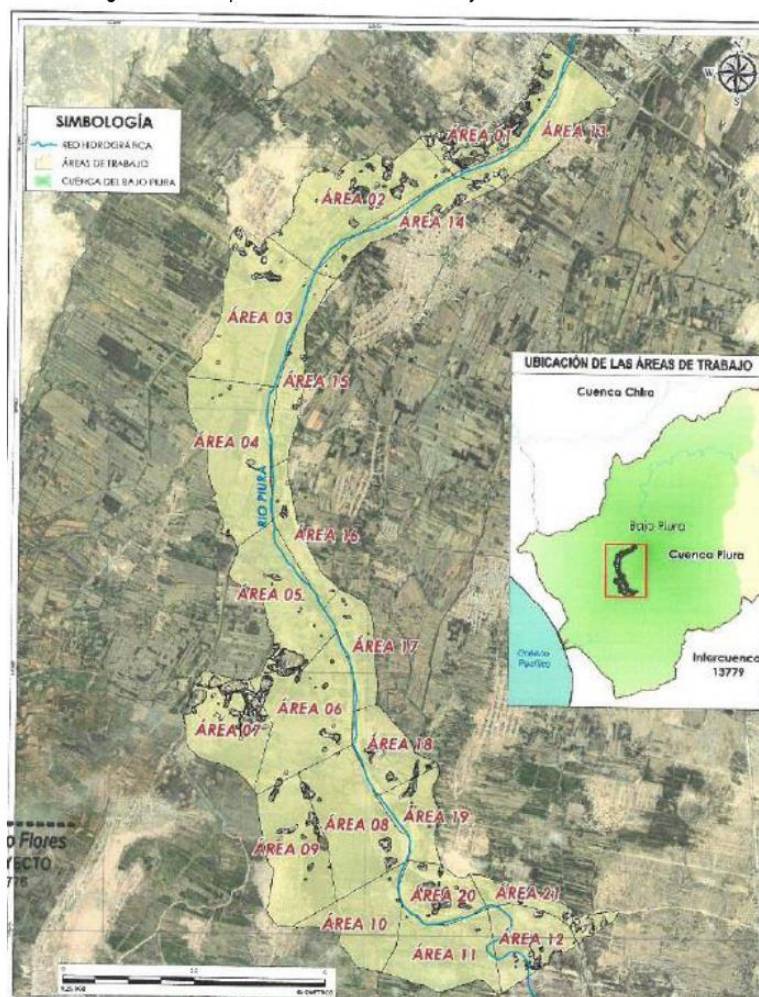 SIMBOLOGÍA
RED HIDROGRÁFICA
ÁREAS DE TRABAJO
CUENCA DEL BAJO PIURA
N
W
E
S
ÁREA 01
ÁREA 13
ÁREA 02
ÁREA 14
ÁREA 03
ÁREA 15
ÁREA 04
RIO PIURA
ÁREA 16
ÁREA 05
ÁREA 17
ÁREA 06
ÁREA 07
ÁREA 18
ÁREA 08
ÁREA 19
ÁREA 09
ÁREA 20
ÁREA 21
ÁREA 10
ÁREA 11
ÁREA 12
UBICACIÓN DE LAS ÁREAS DE TRABAJO
Cuenca Chira
Bajo Piura
Cuenca Piura
Océano
Pacífico
Intercuenca
13779
o Flores
YECTO